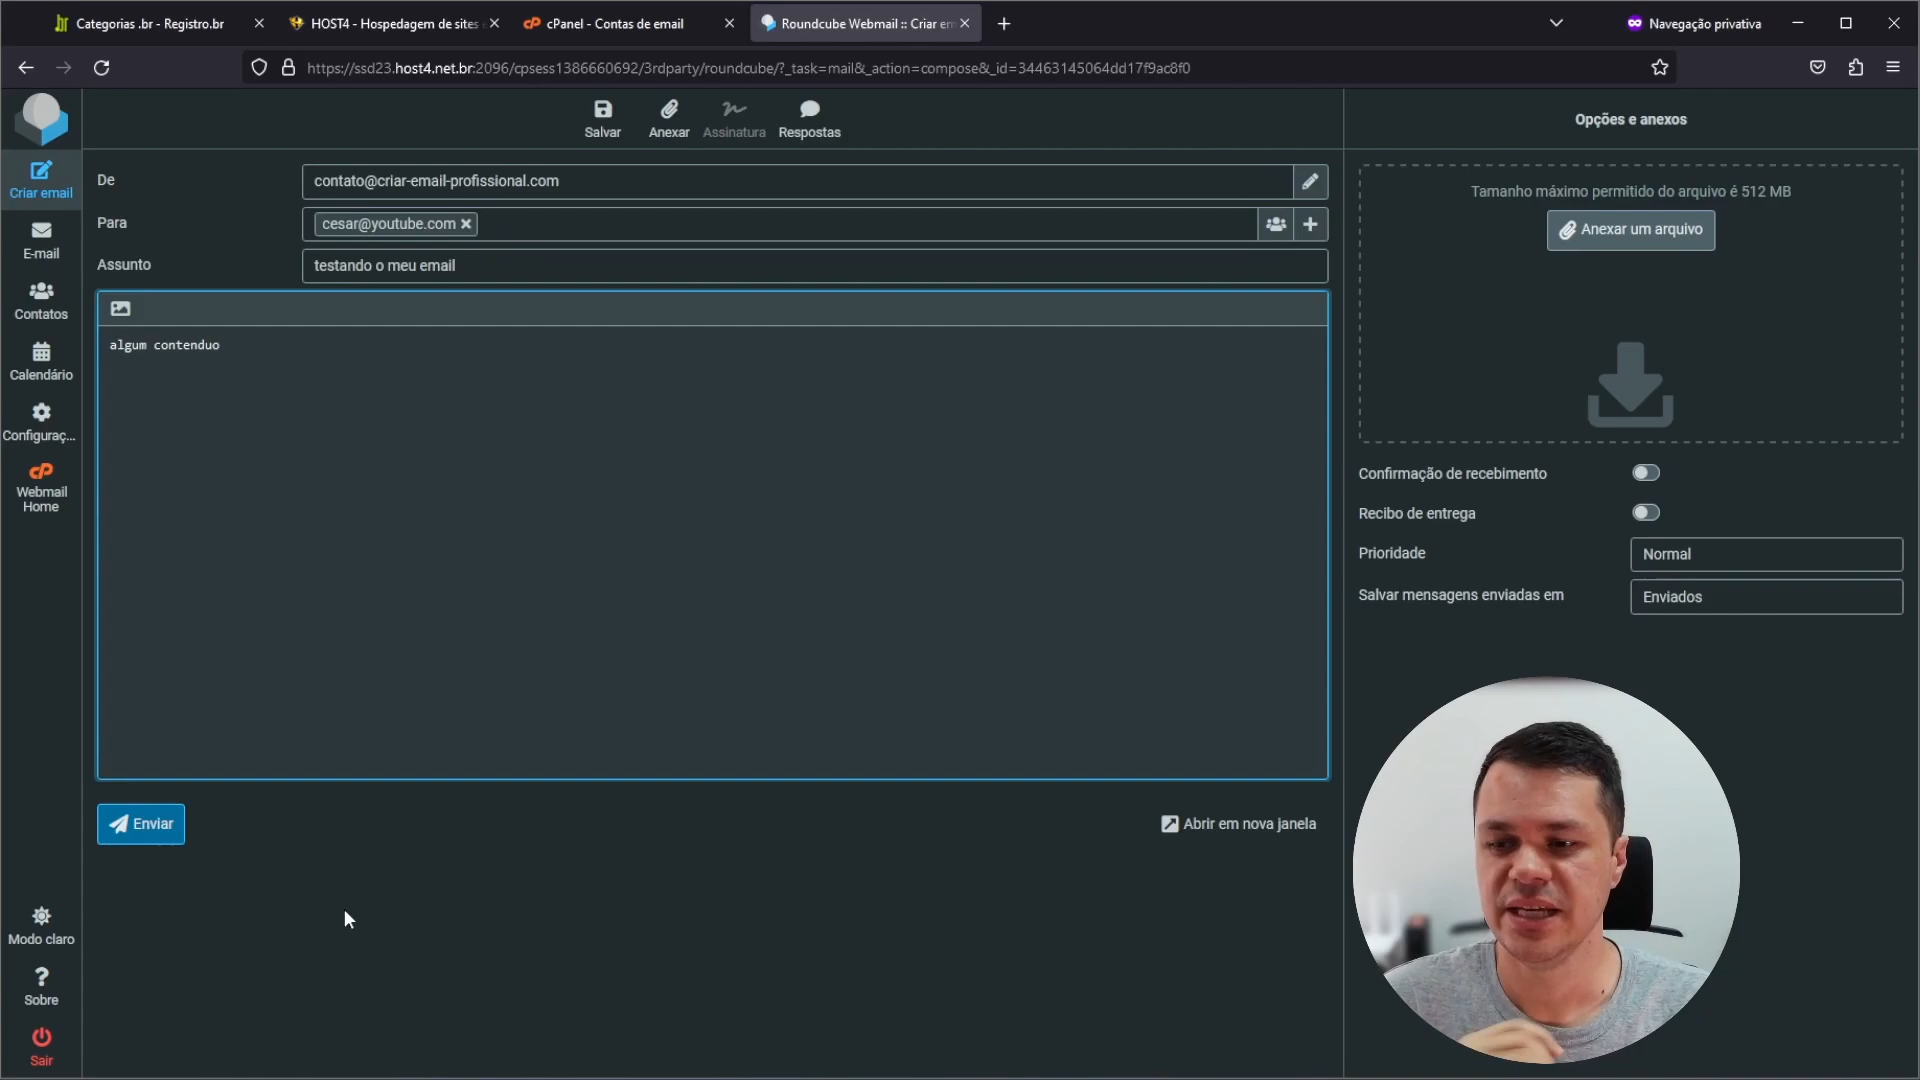 Categorias .br - Registro.br
HOST4 - Hospedagem de sites
cPanel - Contas de email
Roundcube Webmail :: Criar em
Navegação privativa
https://ssd23.host4.net.br:2096/cpsess1386660692/3rdparty/roundcube/?_task=mail&_action=compose&_id=34463145064dd17f9ac8f0
Salvar
Anexar
Assinatura
Respostas
Opções e anexos
Criar email
E-mail
Contatos
Calendário
Configuraç...
cP
Webmail
Home
Modo claro
Sobre
Sair
De
contato@criar-email-profissional.com
Para
cesar@youtube.com
Assunto
testando o meu email
algum contenduo
Enviar
Abrir em nova janela
Tamanho máximo permitido do arquivo é 512 MB
Anexar um arquivo
Confirmação de recebimento
Recibo de entrega
Prioridade
Normal
Salvar mensagens enviadas em
Enviados